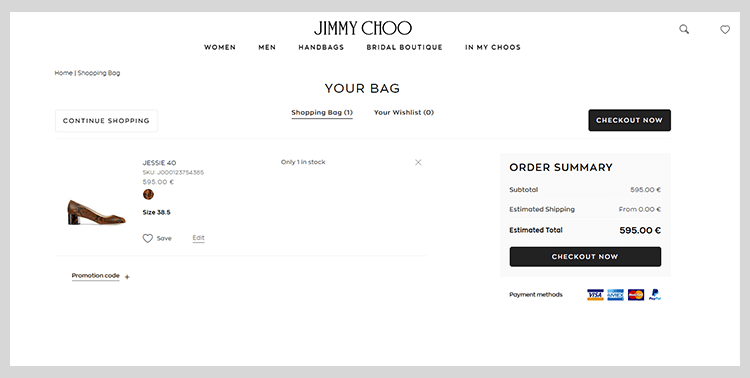 JIMMY CHOO
WOMEN MEN HANDBAGS BRIDAL BOUTIQUE IN MY CHOOS
Home | Shopping Bag
YOUR BAG
CONTINUE SHOPPING
Shopping Bag (1) Your Wishlist (0)
CHECKOUT NOW
JESSIE 40
SKU: J000123754385
595.00 €
Size 38.5
Save Edit
Only 1 in stock
Promotion code +
ORDER SUMMARY
Subtotal 595.00 €
Estimated Shipping From 0.00 €
Estimated Total 595.00 €
CHECKOUT NOW
Payment methods VISA AMEX MasterCard PayPal